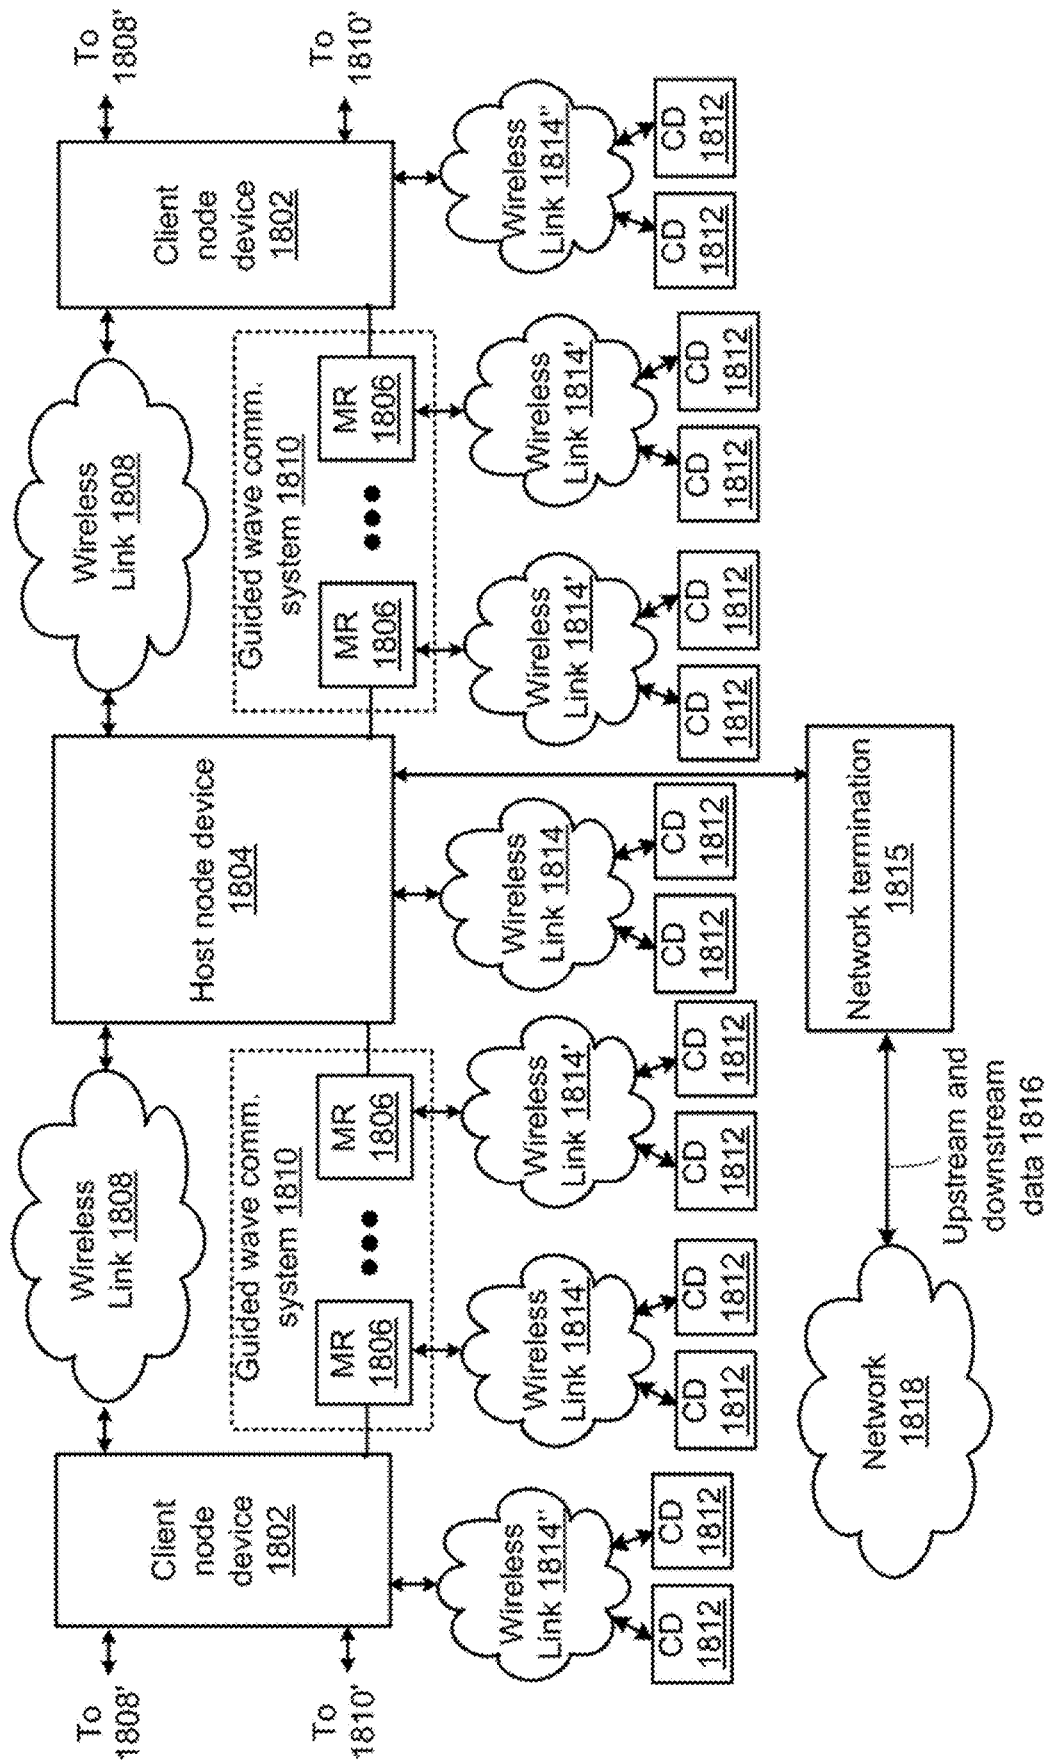 To
1808'
To
1810'
Client
node
device
1802
Wireless
Link 1808
Guided wave comm.
system 1810
MR
1806
MR
1806
Host node device
1804
Wireless
Link 1808
Guided wave comm.
system 1810
MR
1806
MR
1806
Client
node
device
1802
To
1808'
To
1810'
Wireless
Link 1814"
Wireless
Link 1814'
Wireless
Link 1814'
Wireless
Link 1814
Wireless
Link 1814'
Wireless
Link 1814'
Wireless
Link 1814"
CD
1812
CD
1812
CD
1812
CD
1812
CD
1812
CD
1812
CD
1812
CD
1812
CD
1812
CD
1812
CD
1812
CD
1812
CD
1812
CD
1812
Network
1818
Upstream and
downstream
data 1816
Network termination
1815